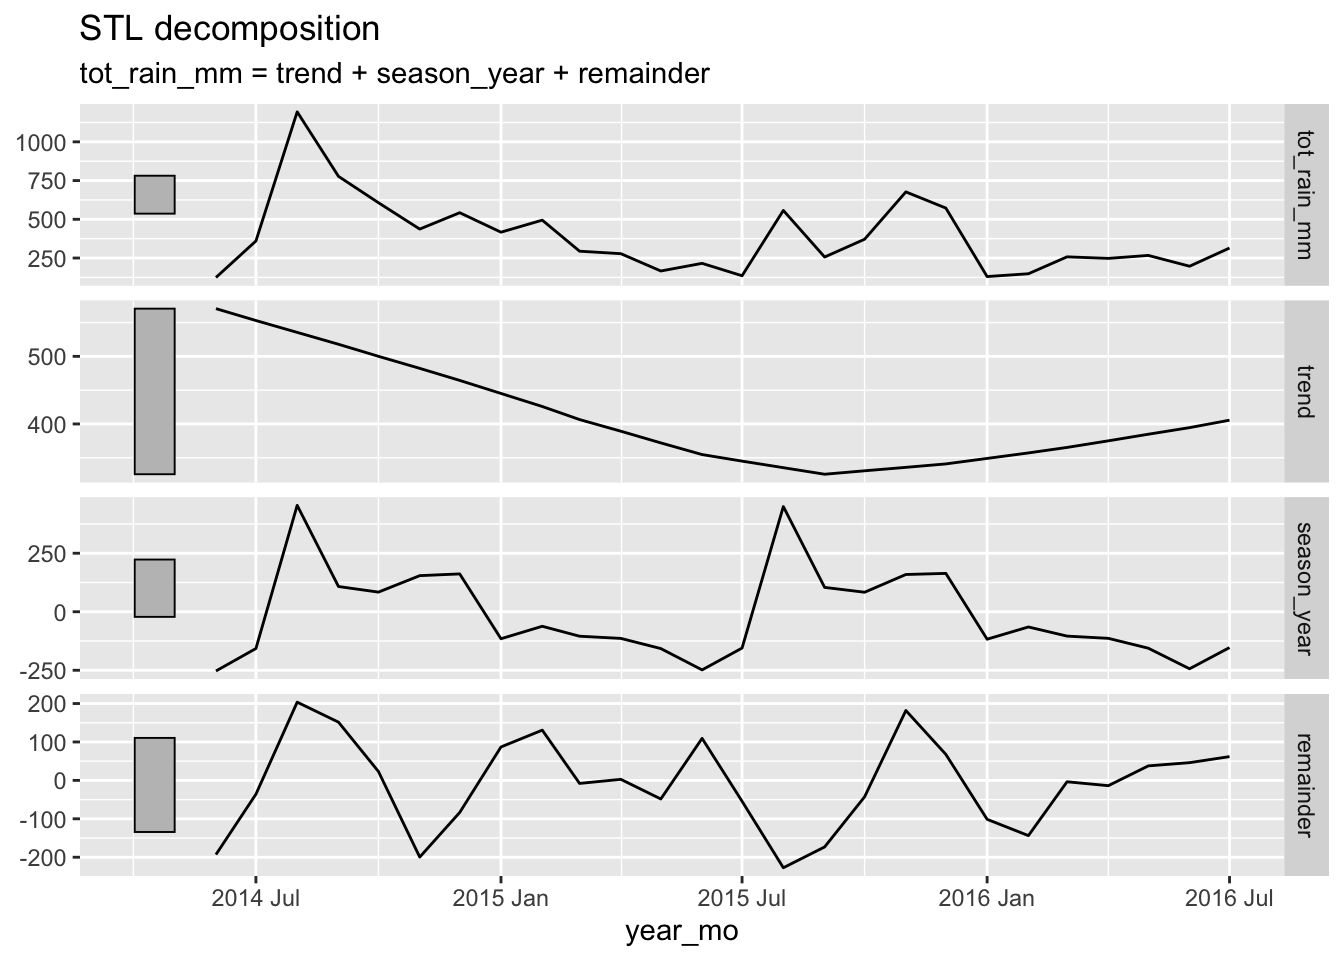 STL decomposition
tot_rain_mm = trend + season_year + remainder
1000
750
500
250
tot_rain_mm
500
400
trend
250
0
-250
season_year
200
100
0
-100
-200
remainder
2014 Jul 2015 Jan 2015 Jul 2016 Jan 2016 Jul
year_mo